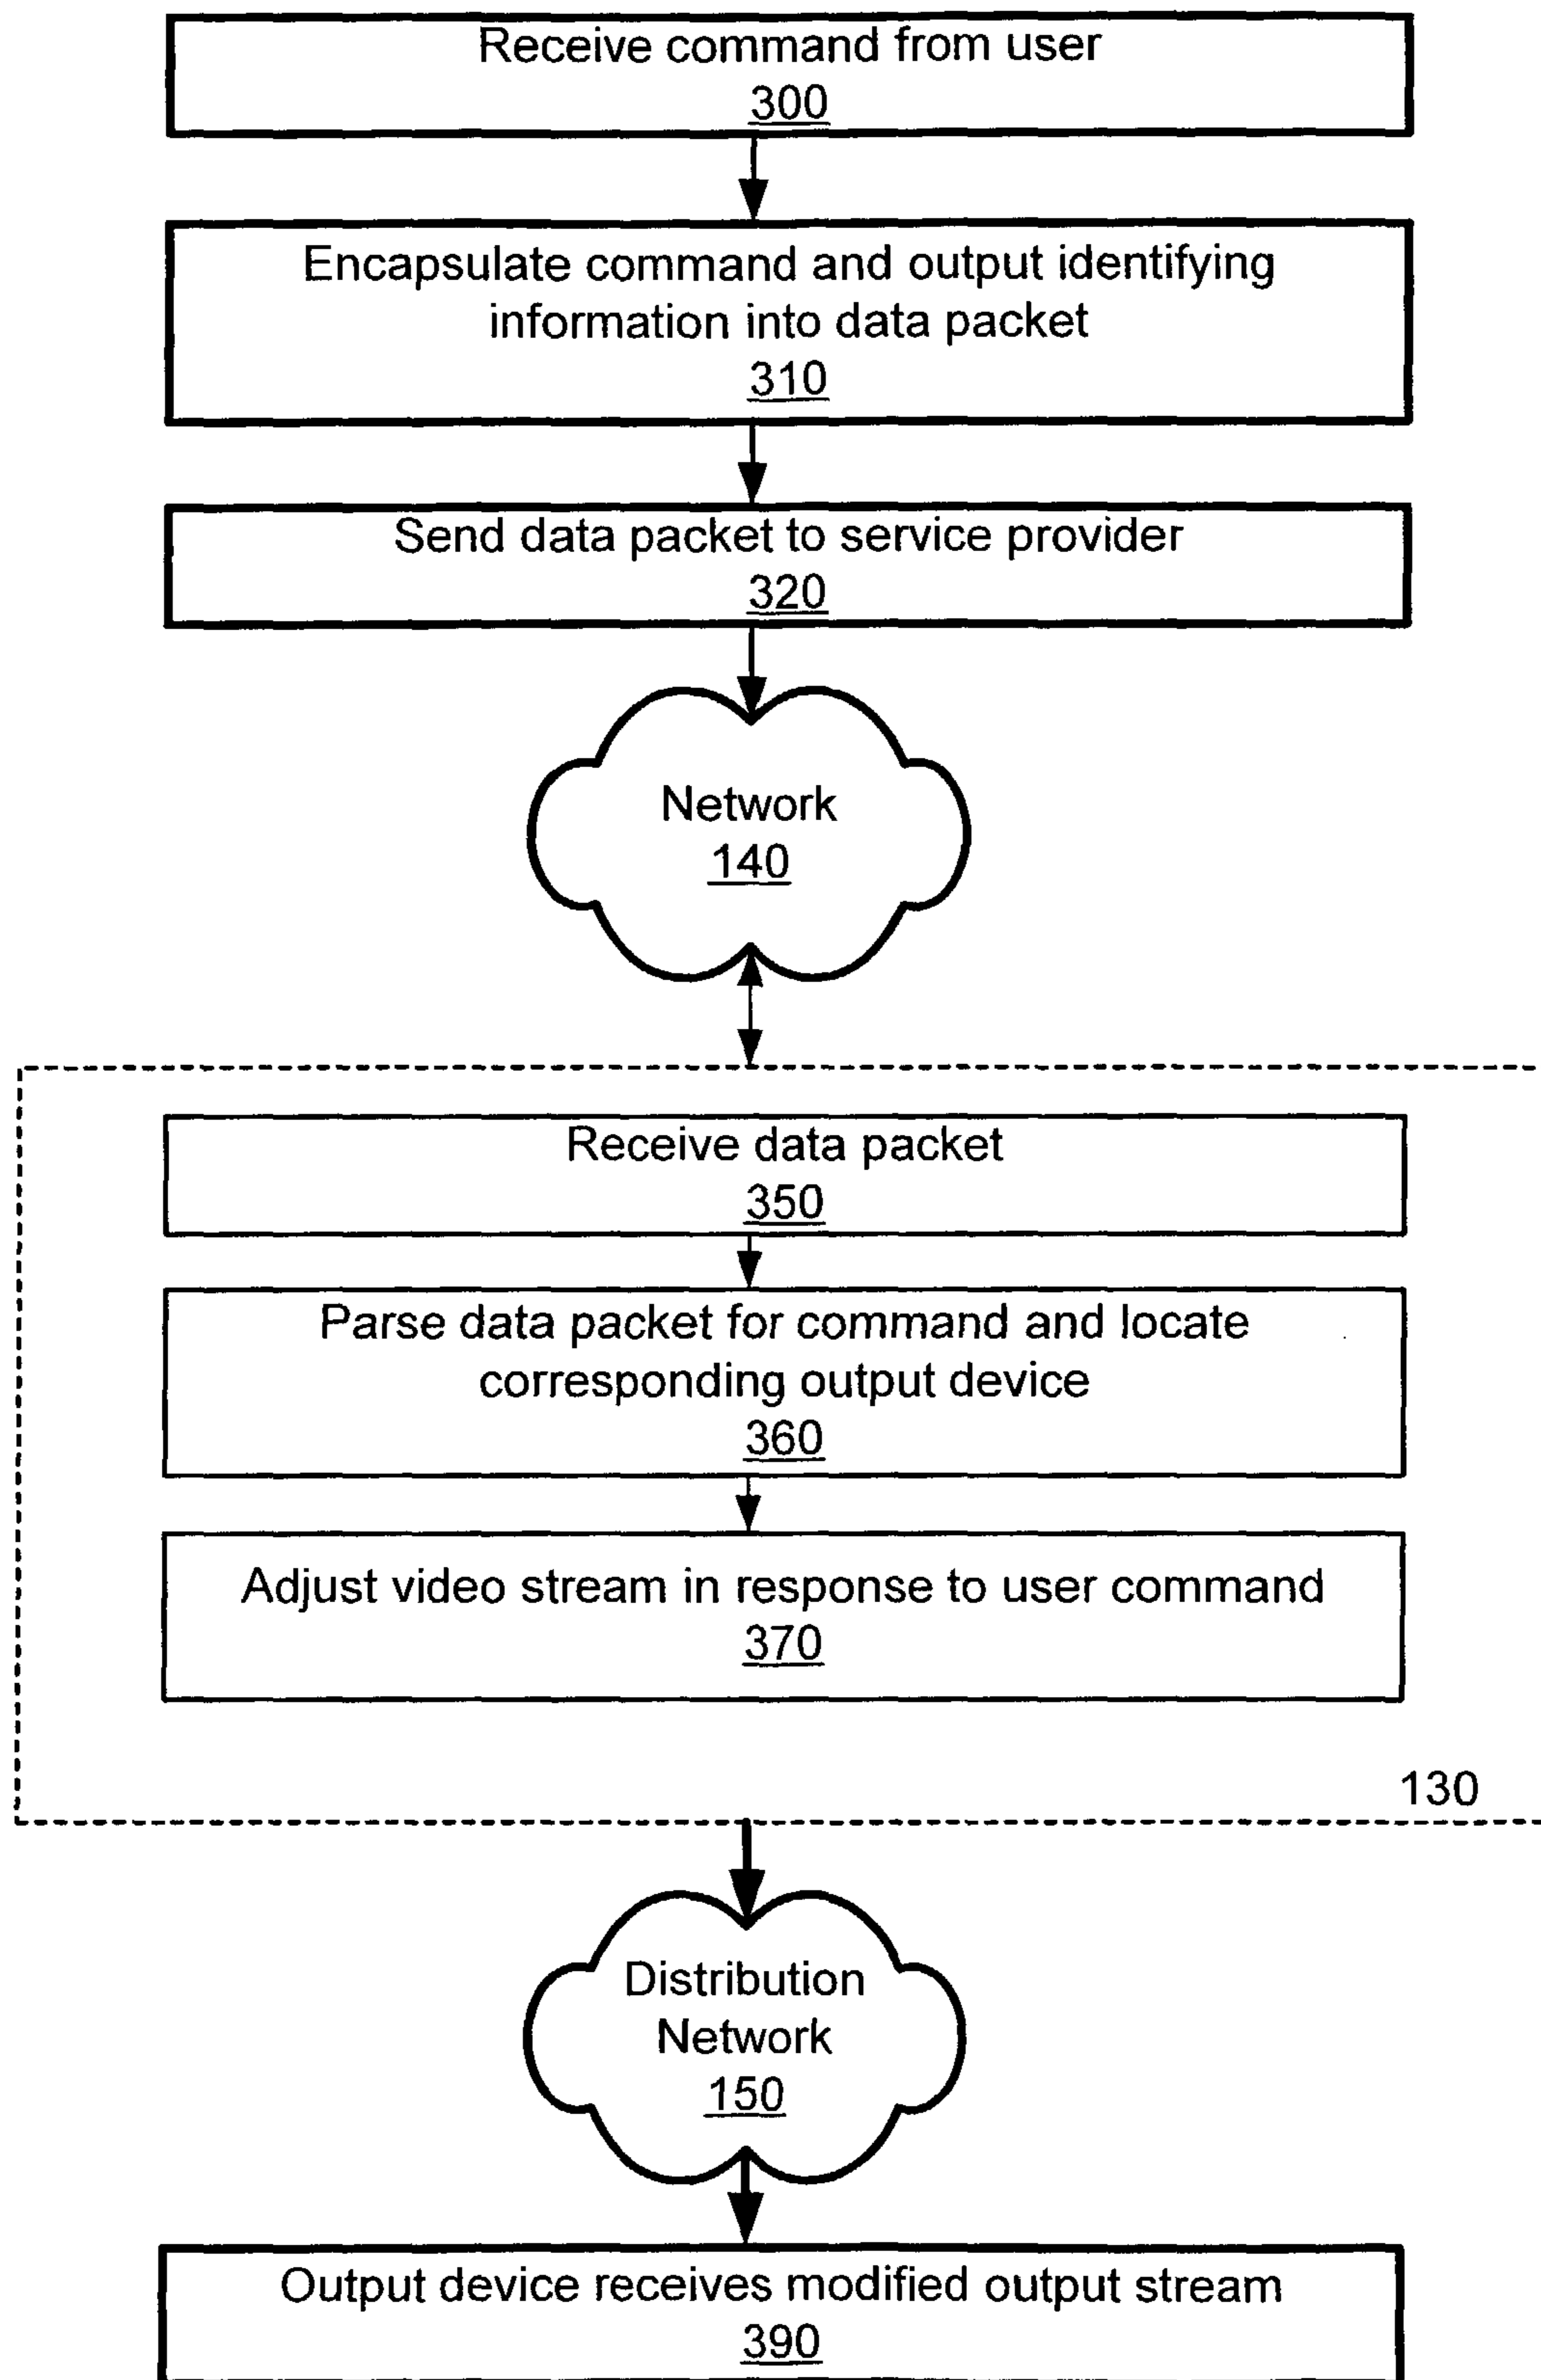 Receive command from user
300
Encapsulate command and output identifying
information into data packet
310
Send data packet to service provider
320
Network
140
Receive data packet
350
Parse data packet for command and locate
corresponding output device
360
Adjust video stream in response to user command
370
130
Distribution
Network
150
Output device receives modified output stream
390